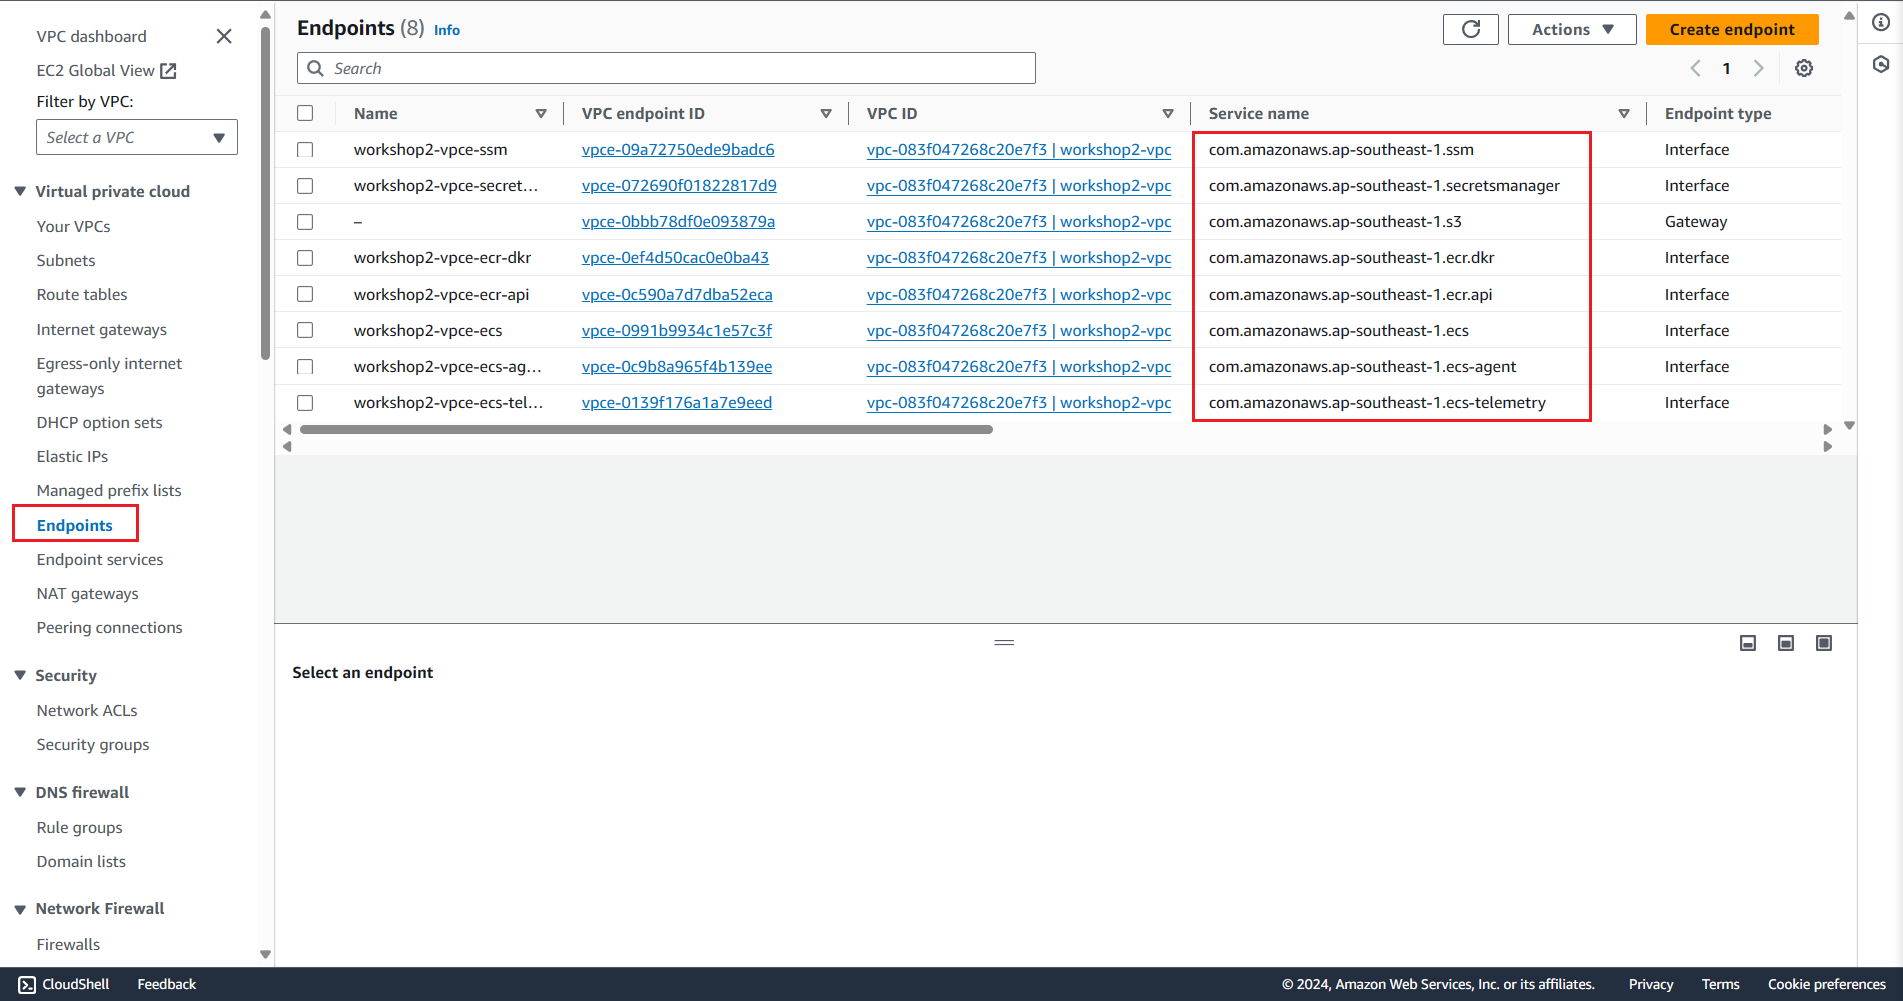 VPC dashboard
EC2 Global View
Filter by VPC:
Select a VPC
Virtual private cloud
Your VPCs
Subnets
Route tables
Internet gateways
Egress-only internet
gateways
DHCP option sets
Elastic IPs
Managed prefix lists
Endpoints
Endpoint services
NAT gateways
Peering connections
Security
Network ACLs
Security groups
DNS firewall
Rule groups
Domain lists
Network Firewall
Firewalls
Endpoints (8) Info
Actions
Create endpoint
Search
1
Name VPC endpoint ID VPC ID Service name Endpoint type
workshop2-vpce-ssm vpce-09a72750ede9badc6 vpc-083f047268c20e7f3 | workshop2-vpc com.amazonaws.ap-southeast-1.ssm Interface
workshop2-vpce-secret... vpce-072690f01822817d9 vpc-083f047268c20e7f3 | workshop2-vpc com.amazonaws.ap-southeast-1.secretsmanager Interface
– vpce-0bbb78df0e093879a vpc-083f047268c20e7f3 | workshop2-vpc com.amazonaws.ap-southeast-1.s3 Gateway
workshop2-vpce-ecr-dkr vpce-0ef4d50cac0e0ba43 vpc-083f047268c20e7f3 | workshop2-vpc com.amazonaws.ap-southeast-1.ecr.dkr Interface
workshop2-vpce-ecr-api vpce-0c590a7d7dba52eca vpc-083f047268c20e7f3 | workshop2-vpc com.amazonaws.ap-southeast-1.ecr.api Interface
workshop2-vpce-ecs vpce-0991b9934c1e57c3f vpc-083f047268c20e7f3 | workshop2-vpc com.amazonaws.ap-southeast-1.ecs Interface
workshop2-vpce-ecs-ag... vpce-0c9b8a965f4b139ee vpc-083f047268c20e7f3 | workshop2-vpc com.amazonaws.ap-southeast-1.ecs-agent Interface
workshop2-vpce-ecs-tel... vpce-0139f176a1a7e9eed vpc-083f047268c20e7f3 | workshop2-vpc com.amazonaws.ap-southeast-1.ecs-telemetry Interface
Select an endpoint
CloudShell Feedback © 2024, Amazon Web Services, Inc. or its affiliates. Privacy Terms Cookie preferences